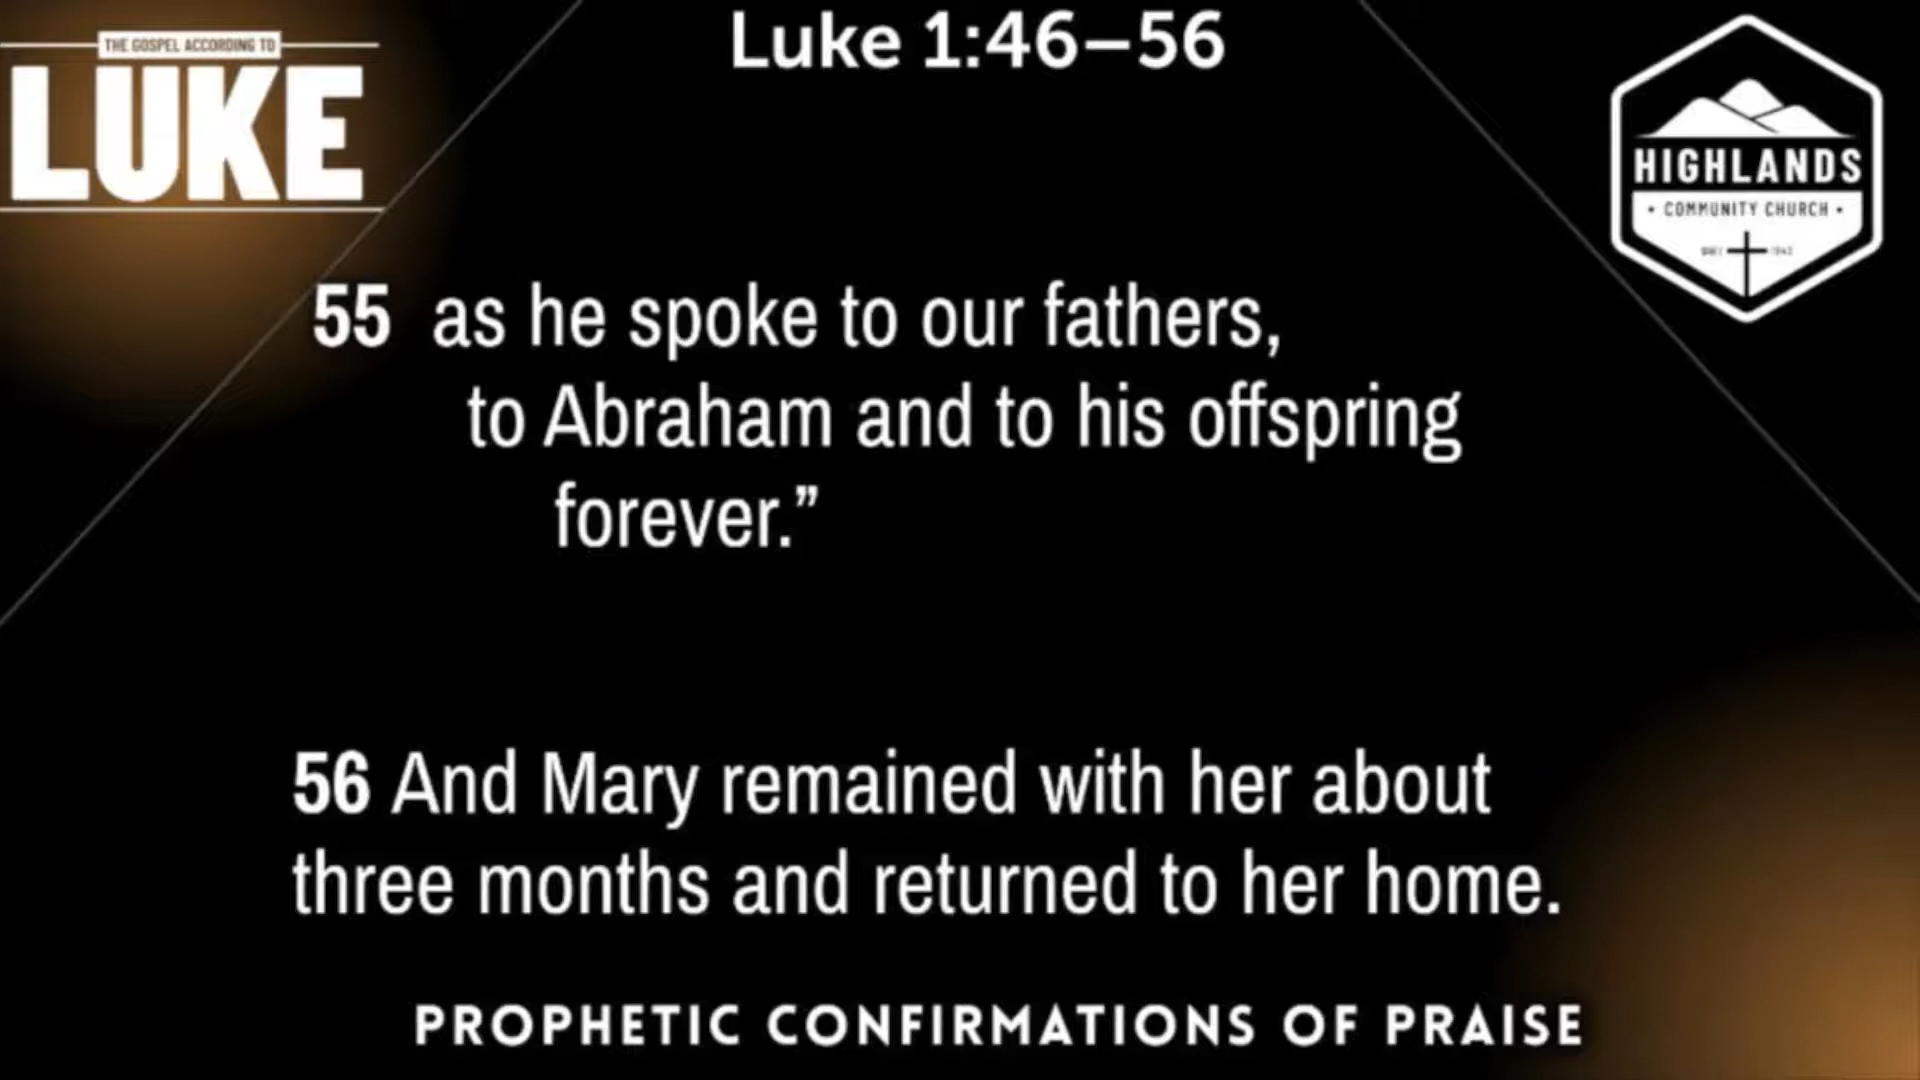 THE GOSPEL ACCORDING TO
LUKE
Luke 1:46–56
HIGHLANDS
• COMMUNITY CHURCH •
55 as he spoke to our fathers,
to Abraham and to his offspring
forever.”
56 And Mary remained with her about
three months and returned to her home.
PROPHETIC CONFIRMATIONS OF PRAISE